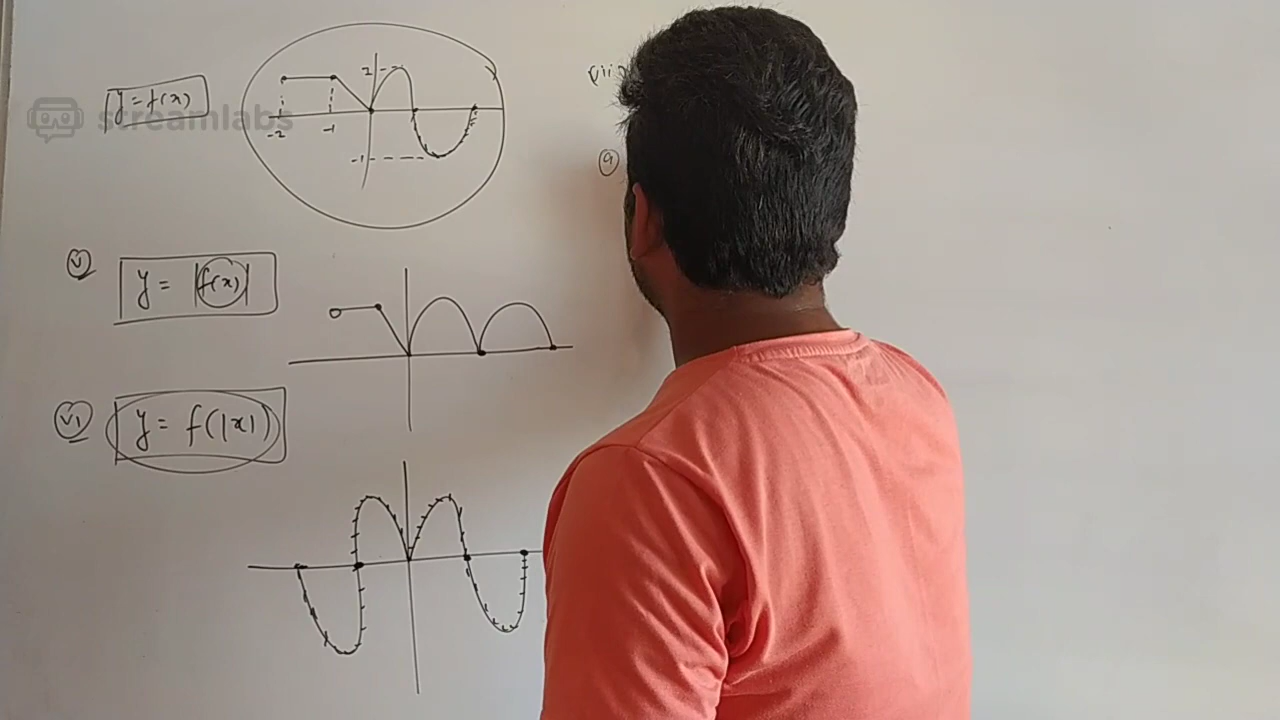 y = f(x)
streamlabs
2
-2
-1
-1
v
y = |f(x)|
vi
y = f(|x|)